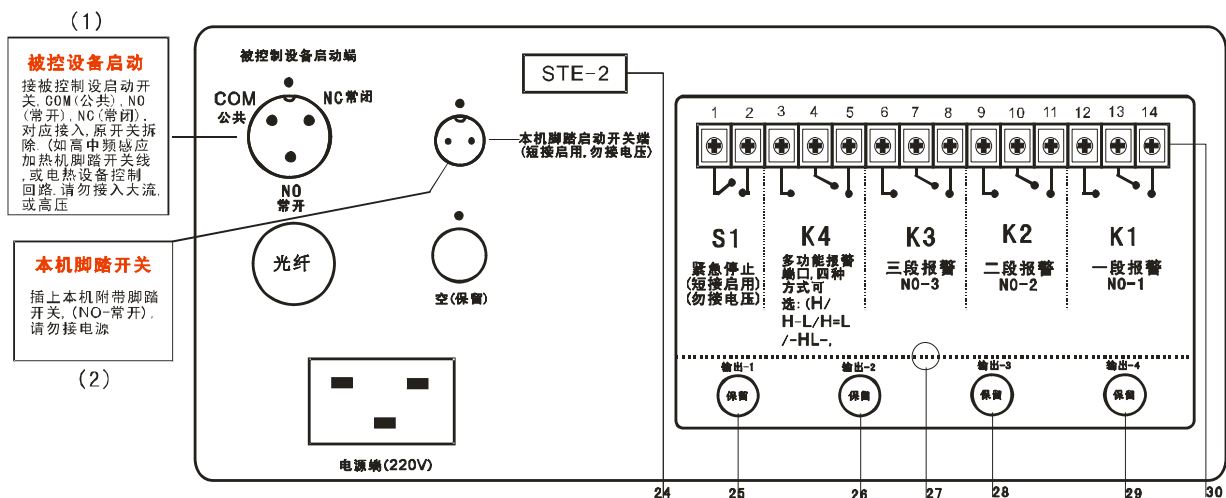 (1)
被控设备启动
接被控制设启动开
关, COM(公共), NO
(常开), NC(常闭).
对应接入,原开关拆
除. (如高中频感应
加热机脚踏开关线
,或电热设备控制
回路.请勿接入大流,
或高压
本机脚踏开关
插上本机附带脚踏
开关, (NO-常开),
请勿接电源
(2)
被控制设备启动端
COM
公共
NC常闭
NO
常开
本机脚踏启动开关端
(短接启用,勿接电压)
光纤
空(保留)
电源端(220V)
STE-2
1 2 3 4 5 6 7 8 9 10 11 12 13 14
S1
紧急停止
(短接启用)
(勿接电压)
K4
多功能报警
端口,四种
方式可
选: (H/
H-L/H=L
/-HL-,
K3
三段报警
NO-3
K2
二段报警
NO-2
K1
一段报警
NO-1
输出-1
保留
输出-2
保留
输出-3
保留
输出-4
保留
24 25 26 27 28 29 30